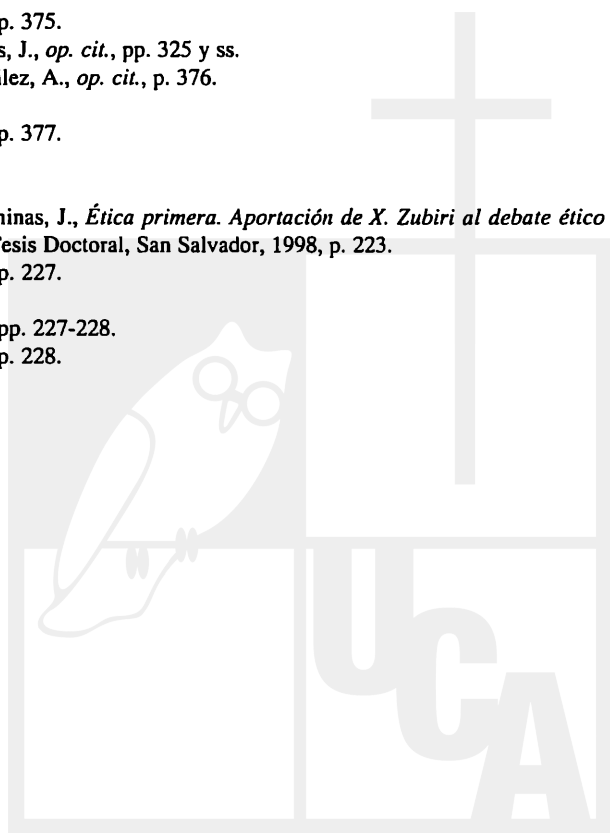 p. 375.
s, J., op. cit., pp. 325 y ss.
lez, A., op. cit., p. 376.
p. 377.
inas, J., Ética primera. Aportación de X. Zubiri al debate ético
esis Doctoral, San Salvador, 1998, p. 223.
p. 227.
pp. 227-228.
p. 228.
UCA